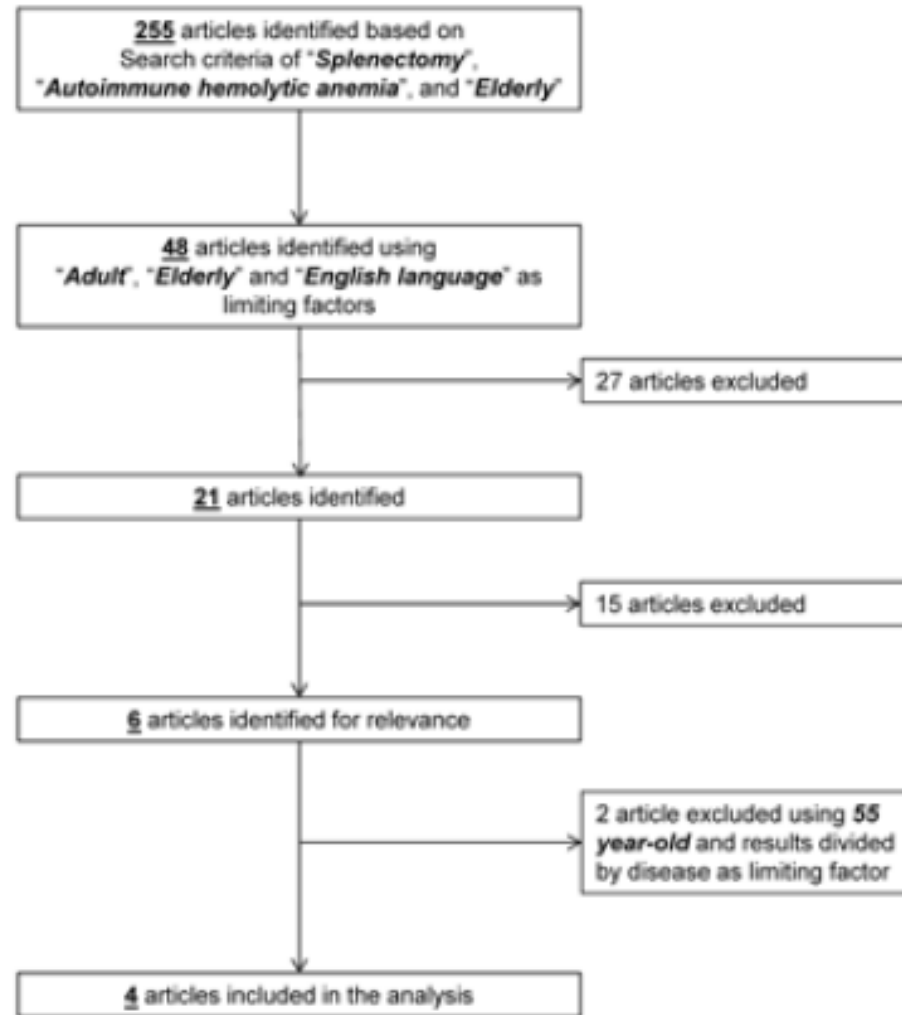 255 articles identified based on
Search criteria of "Splenectomy",
"Autoimmune hemolytic anemia", and "Elderly"
48 articles identified using
"Adult", "Elderly" and "English language" as
limiting factors
27 articles excluded
21 articles identified
15 articles excluded
6 articles identified for relevance
2 article excluded using 55
year-old and results divided
by disease as limiting factor
4 articles included in the analysis